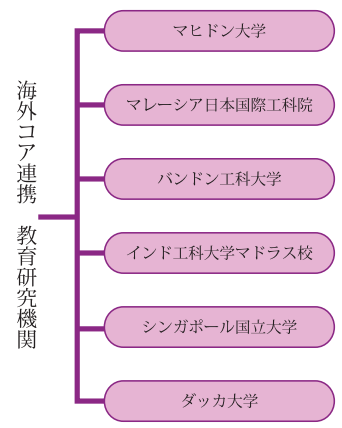 海外コア連携　教育研究機関
マヒドン大学
マレーシア日本国際工科院
バンドン工科大学
インド工科大学マドラス校
シンガポール国立大学
ダッカ大学